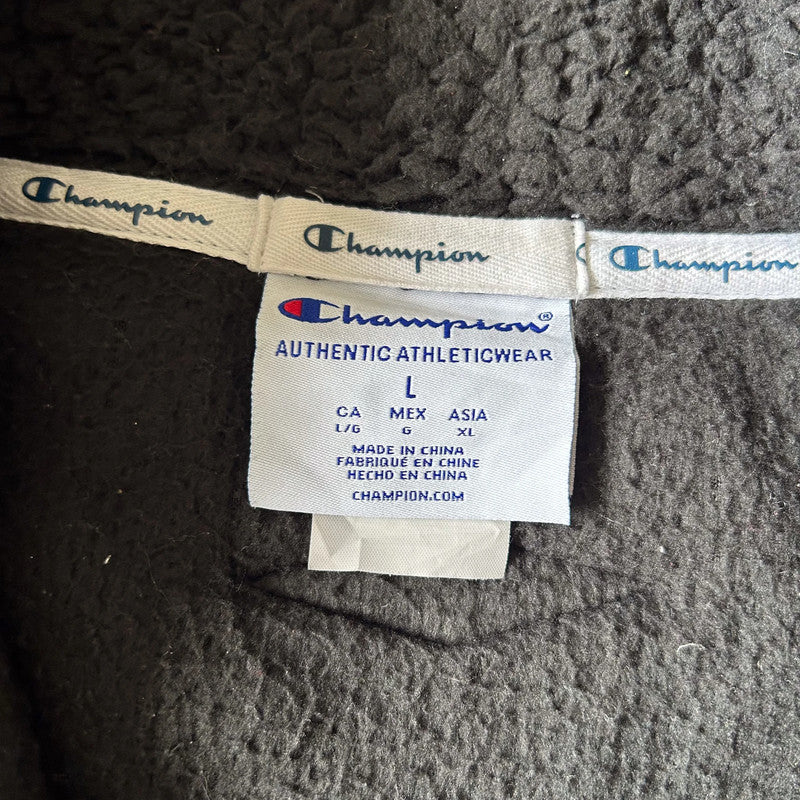 Champion Champion Champion
Champion®
AUTHENTIC ATHLETICWEAR
L
CA MEX ASIA
L/G G XL
MADE IN CHINA
FABRIQUÉ EN CHINE
HECHO EN CHINA
CHAMPION.COM